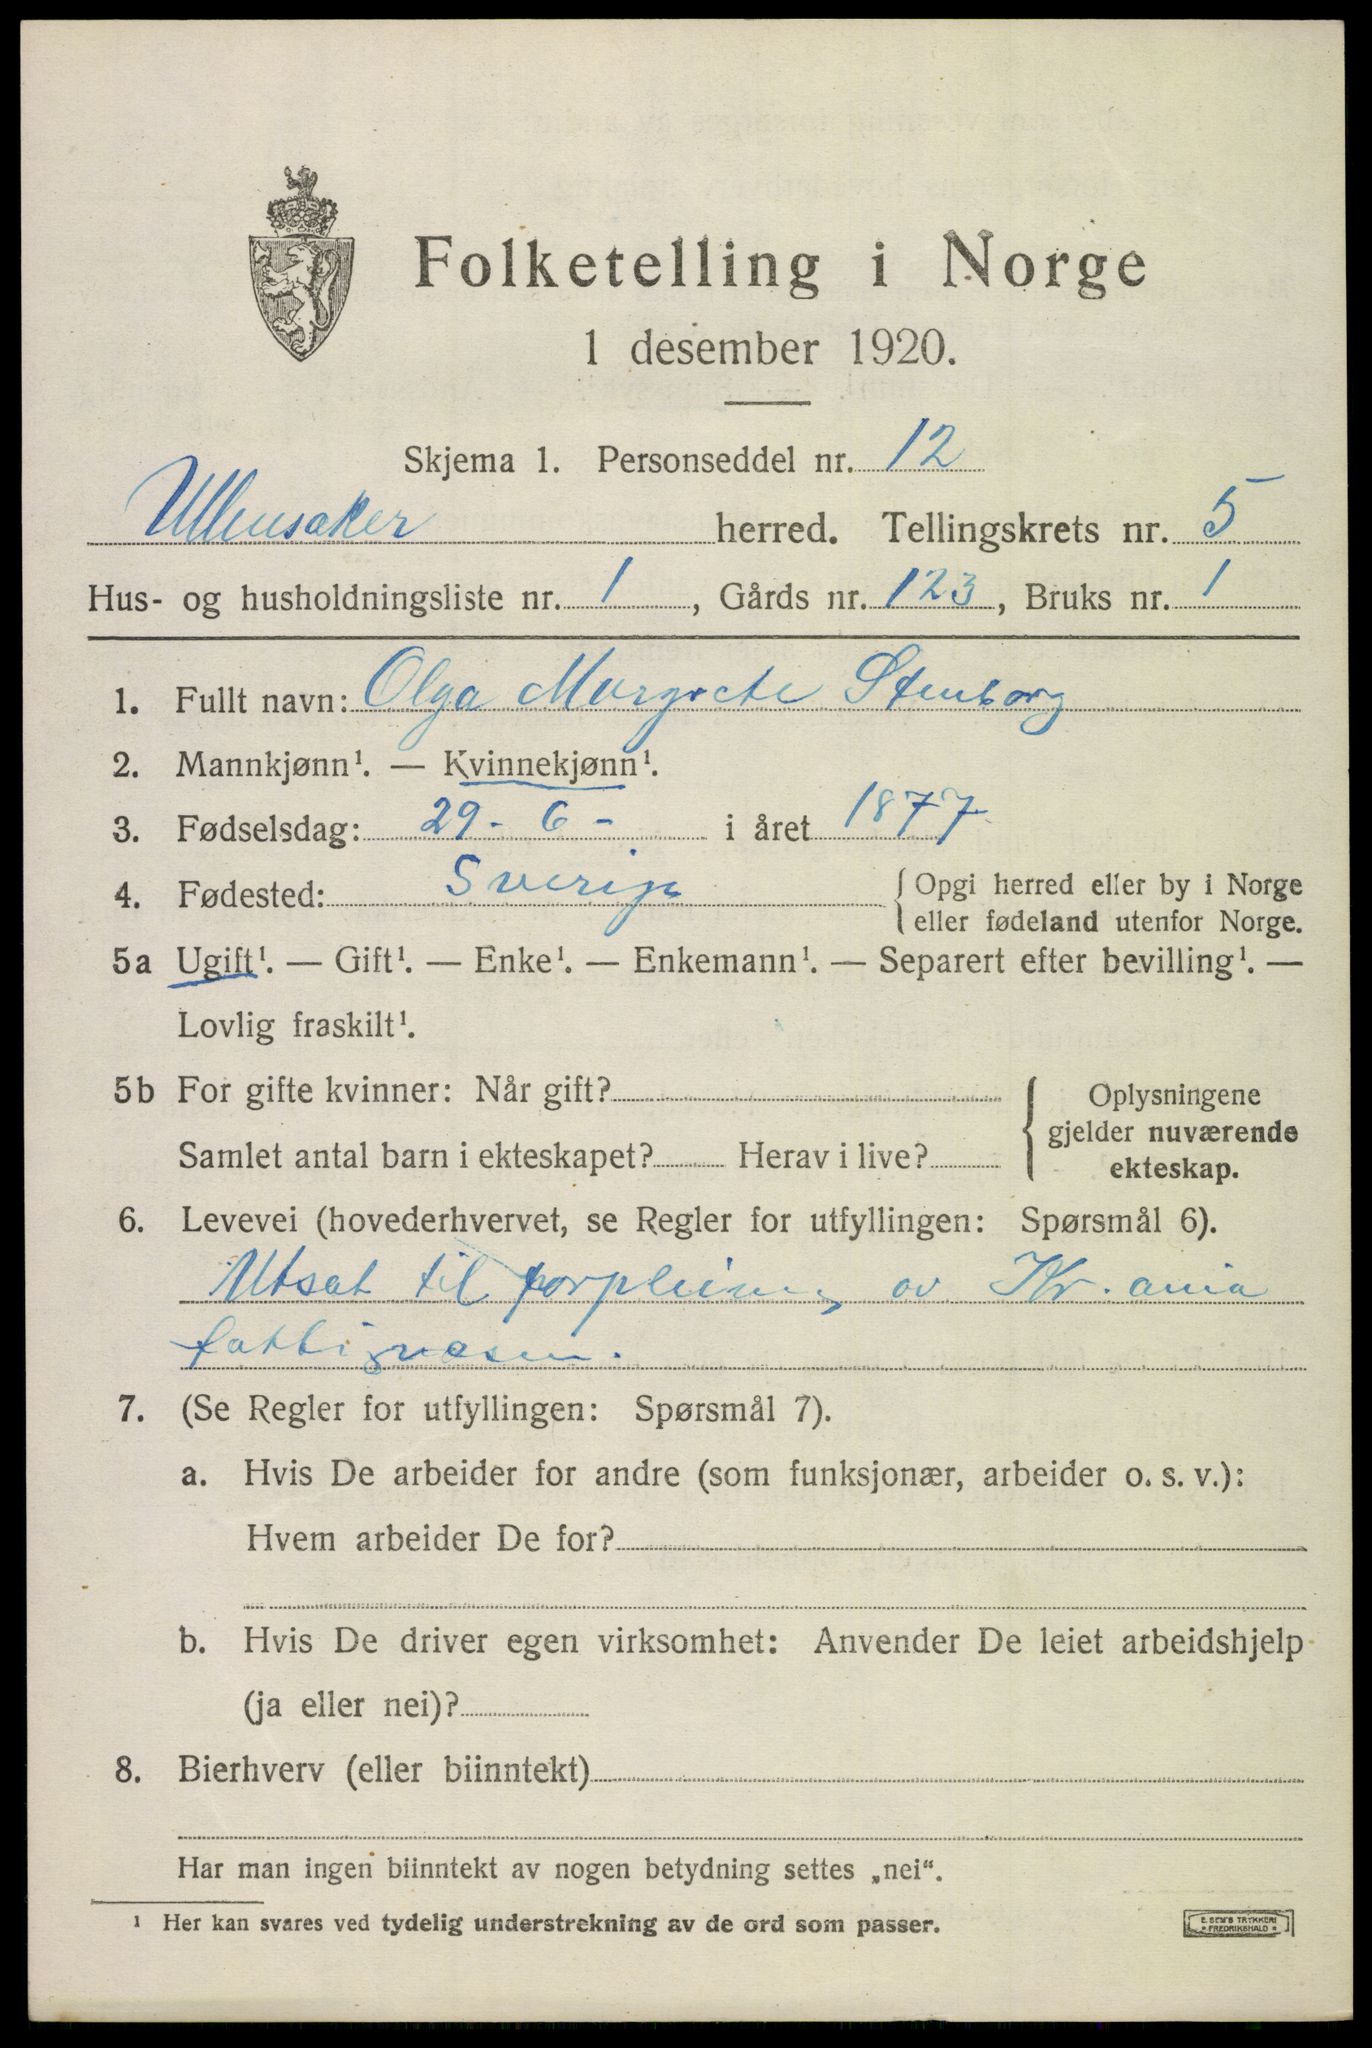 Folketelling i Norge
1 desember 1920.
Skjema 1. Personseddel nr. 12
Ullensaker herred. Tellingskrets nr. 5
Hus- og husholdningsliste nr. 1, Gårds nr. 123, Bruks nr. 1
1. Fullt navn: Olga Margrete Stenborg
2. Mannkjønn¹. — Kvinnekjønn¹.
3. Fødselsdag: 29 - 6 - i året 1877
4. Fødested: Sverige { Opgi herred eller by i Norge
eller fødeland utenfor Norge.
5a Ugift¹. — Gift¹. — Enke¹. — Enkemann¹. — Separert efter bevilling¹. —
Lovlig fraskilt¹.
5b For gifte kvinner: Når gift?
Samlet antal barn i ekteskapet? Herav i live?
{ Oplysningene
gjelder nuværende
ekteskap.
6. Levevei (hovederhvervet, se Regler for utfyllingen: Spørsmål 6).
Utsat til forpleining av Kr.ania
fattigvæsen.
7. (Se Regler for utfyllingen: Spørsmål 7).
a. Hvis De arbeider for andre (som funksjonær, arbeider o. s. v.):
Hvem arbeider De for?
b. Hvis De driver egen virksomhet: Anvender De leiet arbeidshjelp
(ja eller nei)?
8. Bierhverv (eller biinntekt)
Har man ingen biinntekt av nogen betydning settes „nei“.
¹ Her kan svares ved tydelig understrekning av de ord som passer.
E. SEM'S TRYKKERI
* FREDRIKSHALD *